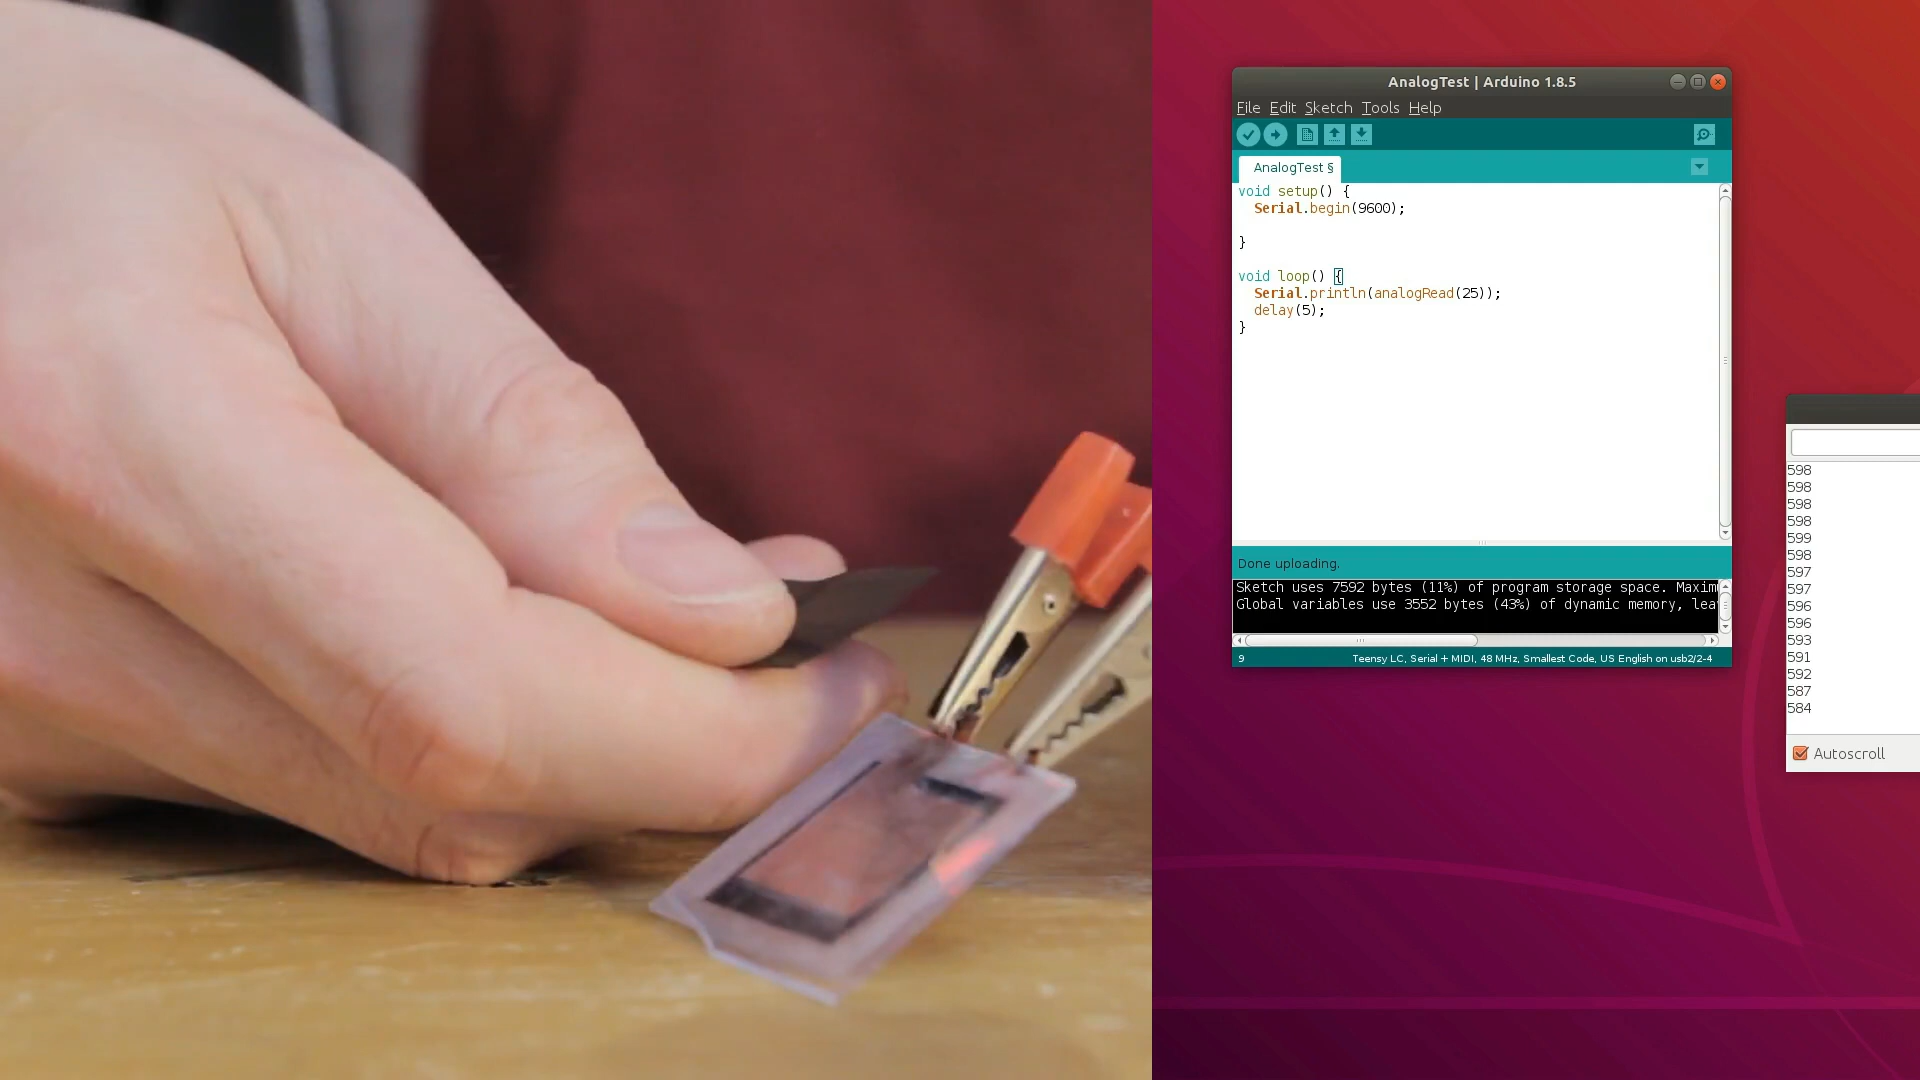 AnalogTest | Arduino 1.8.5
File Edit Sketch Tools Help
AnalogTest §
void setup() {
  Serial.begin(9600);
}
void loop() {
  Serial.println(analogRead(25));
  delay(5);
}
Done uploading.
Sketch uses 7592 bytes (11%) of program storage space. Maxim
Global variables use 3552 bytes (43%) of dynamic memory, lea
9
Teensy LC, Serial + MIDI, 48 MHz, Smallest Code, US English on usb2/2-4
598
598
598
598
599
598
597
597
596
596
593
591
592
587
584
Autoscroll